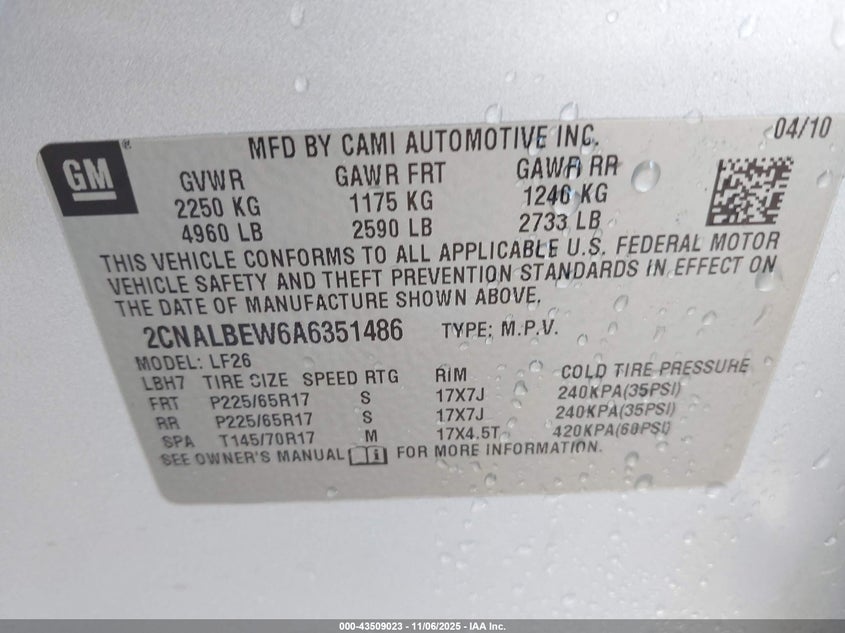 GM
MFD BY CAMI AUTOMOTIVE INC. 04/10
GVWR GAWR FRT GAWR RR
2250 KG 1175 KG 1240 KG
4960 LB 2590 LB 2733 LB
THIS VEHICLE CONFORMS TO ALL APPLICABLE U.S. FEDERAL MOTOR
VEHICLE SAFETY AND THEFT PREVENTION STANDARDS IN EFFECT ON
THE DATE OF MANUFACTURE SHOWN ABOVE.
2CNALBEW6A6351486 TYPE: M.P.V.
MODEL: LF26
LBH7 TIRE SIZE SPEED RTG RIM COLD TIRE PRESSURE
FRT P225/65R17 S 17X7J 240KPA(35PSI)
RR P225/65R17 S 17X7J 240KPA(35PSI)
SPA T145/70R17 M 17X4.5T 420KPA(60PSI)
SEE OWNER'S MANUAL i FOR MORE INFORMATION.
000-43509023 - 11/06/2025 - IAA Inc.